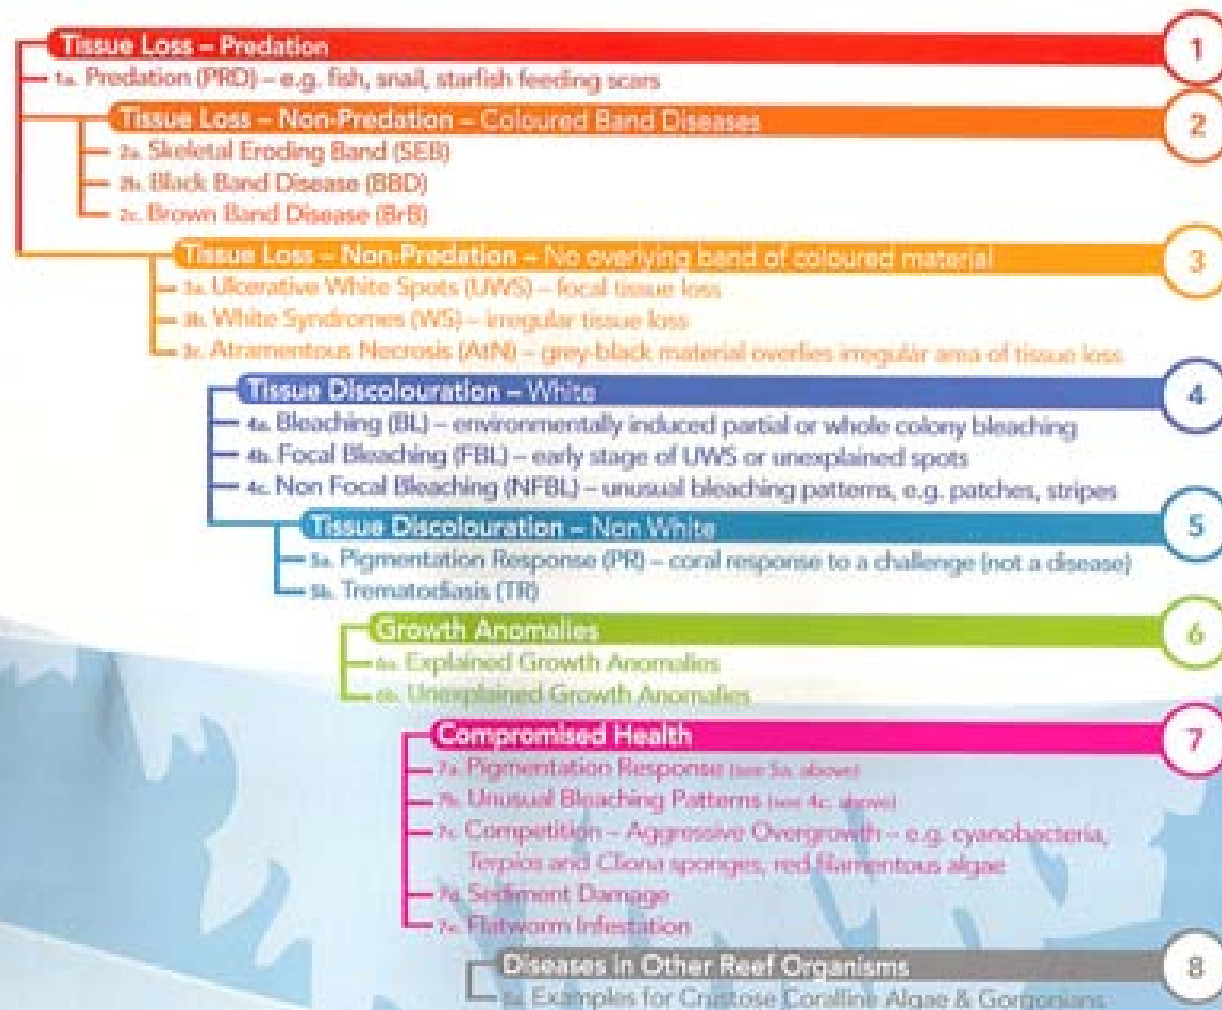 Tissue Loss – Predation
1
1a. Predation (PRD) – e.g. fish, snail, starfish feeding scars
Tissue Loss – Non-Predation – Coloured Band Diseases
2
2a. Skeletal Eroding Band (SEB)
2b. Black Band Disease (BBD)
2c. Brown Band Disease (BrB)
Tissue Loss – Non-Predation – No overlying band of coloured material
3
3a. Ulcerative White Spots (UWS) – focal tissue loss
3b. White Syndromes (WS) – irregular tissue loss
3c. Atramentous Necrosis (AtN) – grey-black material overlies irregular area of tissue loss
Tissue Discolouration – White
4
4a. Bleaching (BL) – environmentally induced partial or whole colony bleaching
4b. Focal Bleaching (FBL) – early stage of UWS or unexplained spots
4c. Non Focal Bleaching (NFBL) – unusual bleaching patterns, e.g. patches, stripes
Tissue Discolouration – Non White
5
5a. Pigmentation Response (PR) – coral response to a challenge (not a disease)
5b. Trematodiasis (TR)
Growth Anomalies
6
6a. Explained Growth Anomalies
6b. Unexplained Growth Anomalies
Compromised Health
7
7a. Pigmentation Response (see 5a. above)
7b. Unusual Bleaching Patterns (see 4c. above)
7c. Competition – Aggressive Overgrowth – e.g. cyanobacteria,
Terpios and Cliona sponges, red filamentous algae
7d. Sediment Damage
7e. Flatworm Infestation
Diseases in Other Reef Organisms
8
8a. Examples for Crustose Coralline Algae & Gorgonians